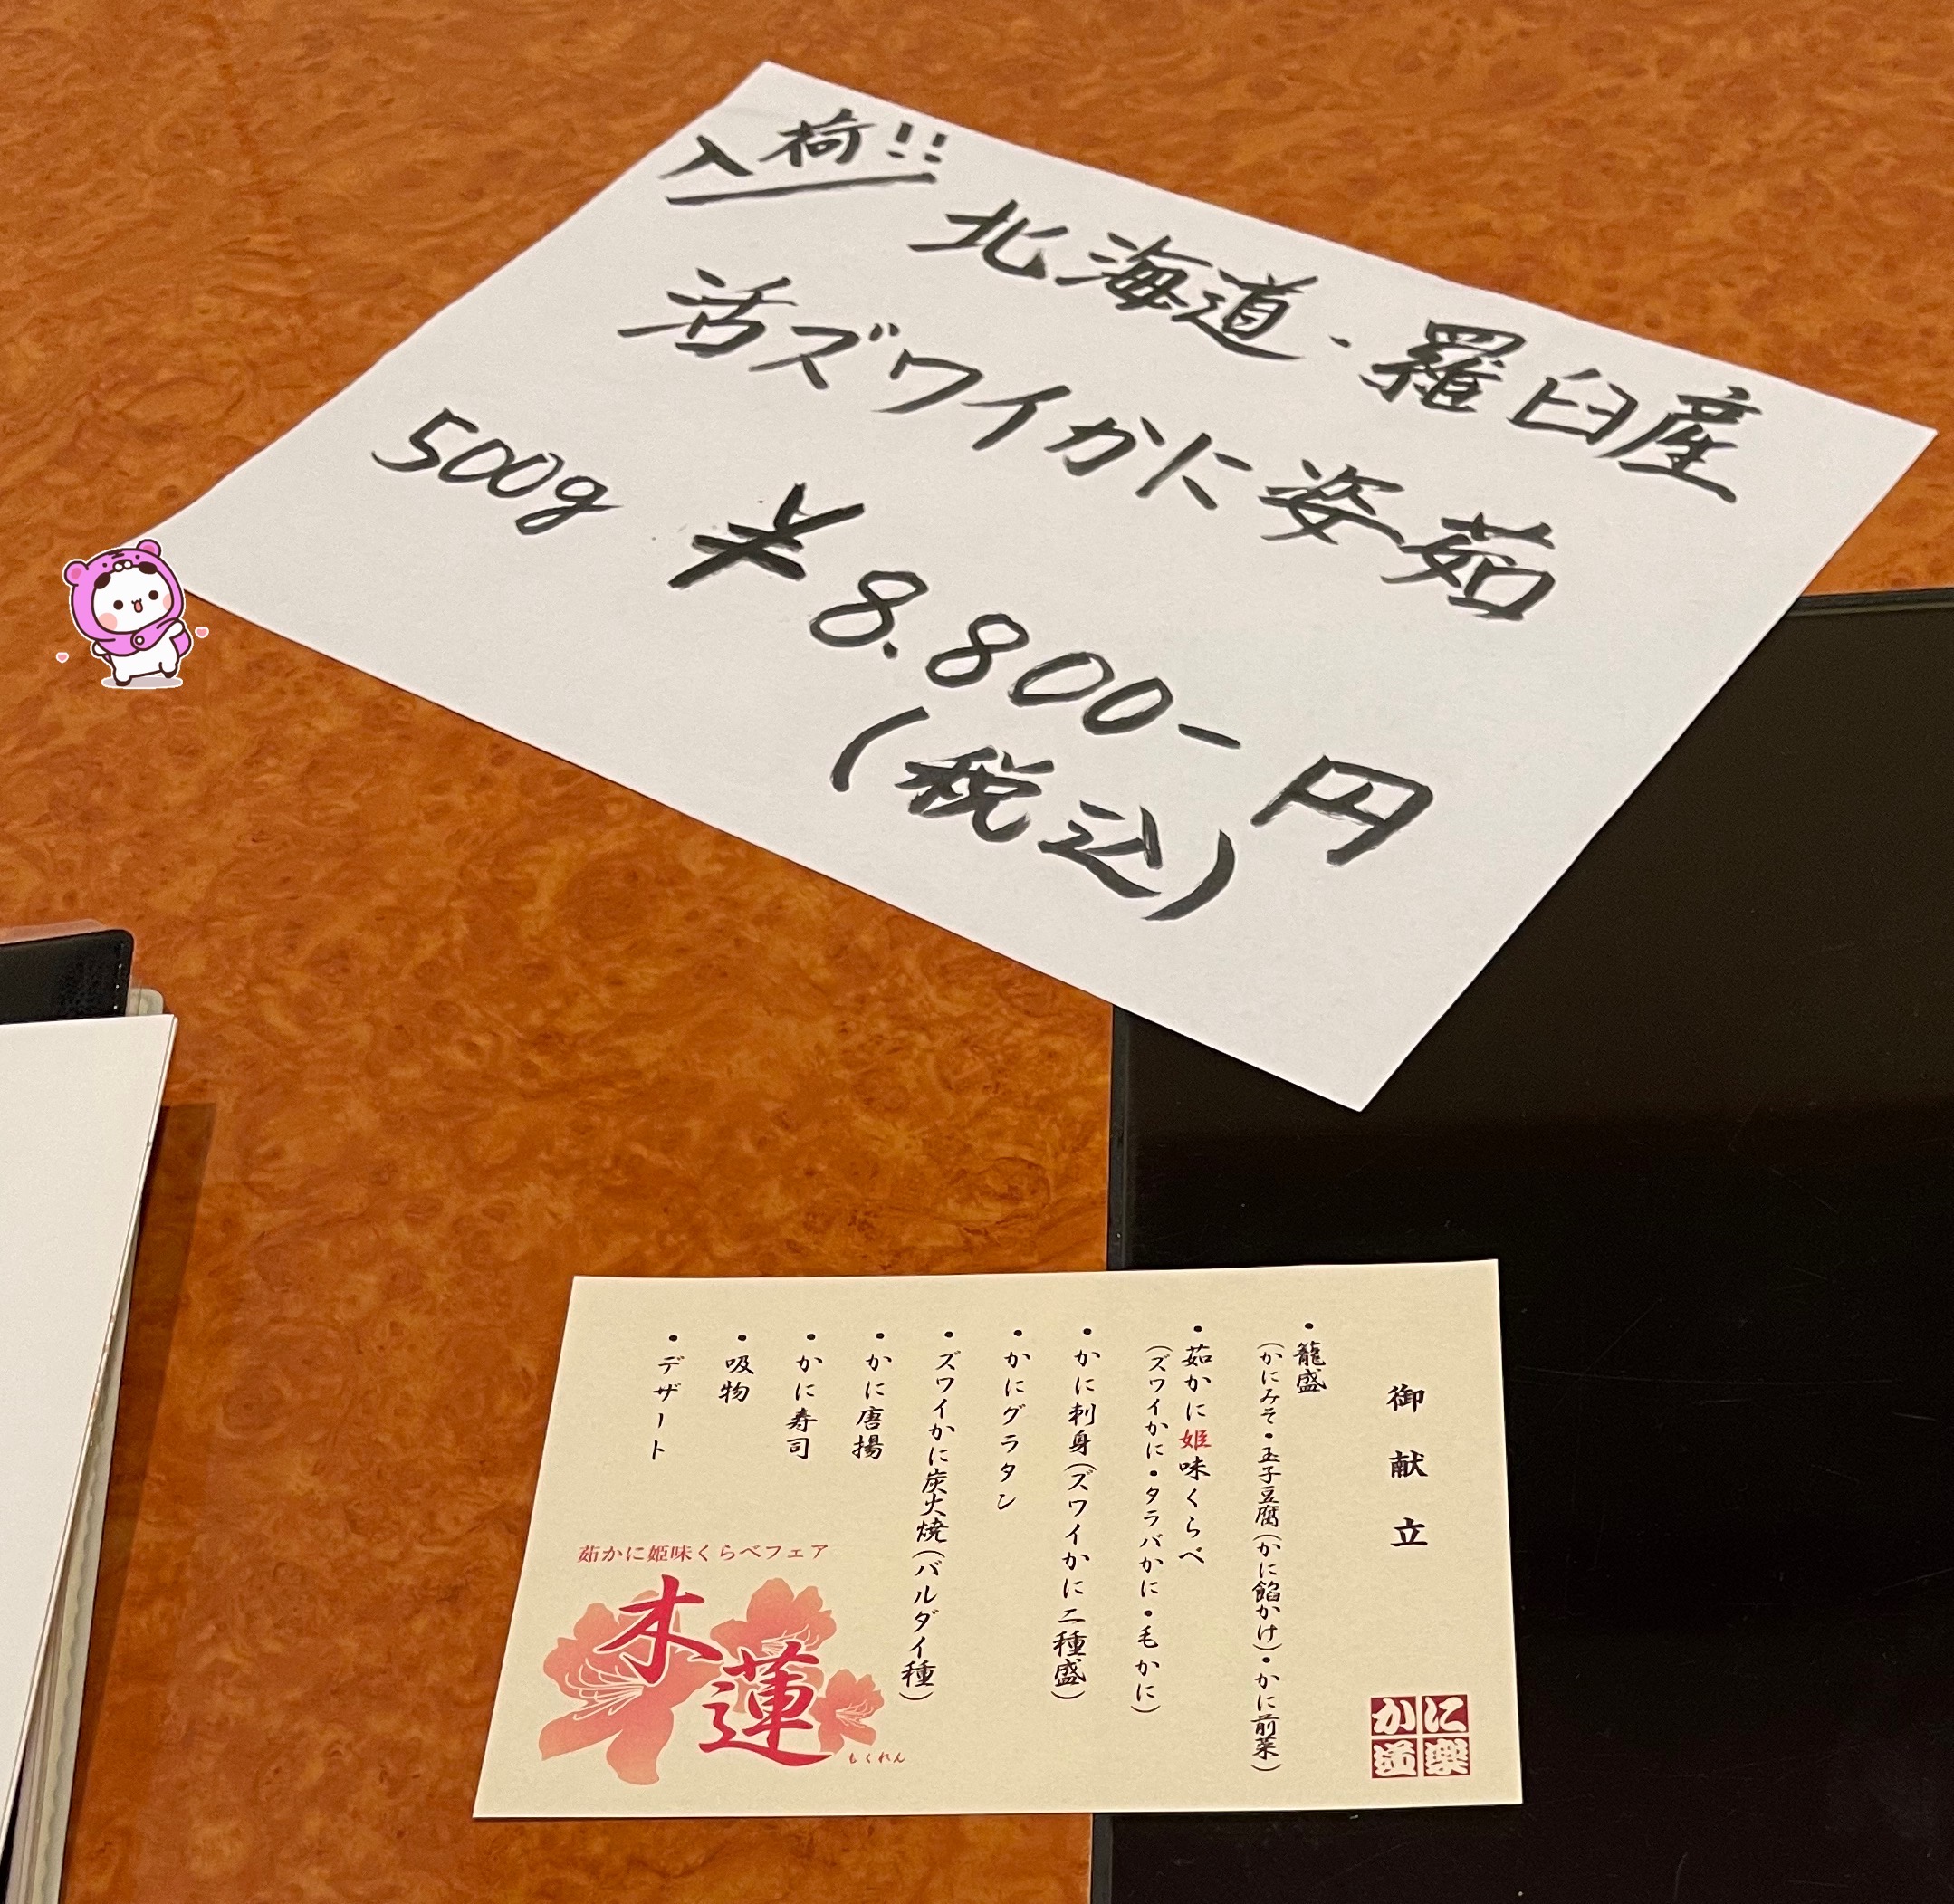 入荷!!
北海道・羅臼産
活ズワイかに姿茹
500g ¥8.800-円
(税込)
御献立
・籠盛
(かにみそ・玉子豆腐(かに餡かけ)・かに前菜)
・茹かに姫味くらべ
(ズワイかに・タラバかに・毛かに)
・かに刺身(ズワイかに二種盛)
・かにグラタン
・ズワイかに炭火焼(バルダイ種)
・かに唐揚
・かに寿司
・吸物
・デザート
茹かに姫味くらべフェア
木蓮
もくれん
かに
道楽